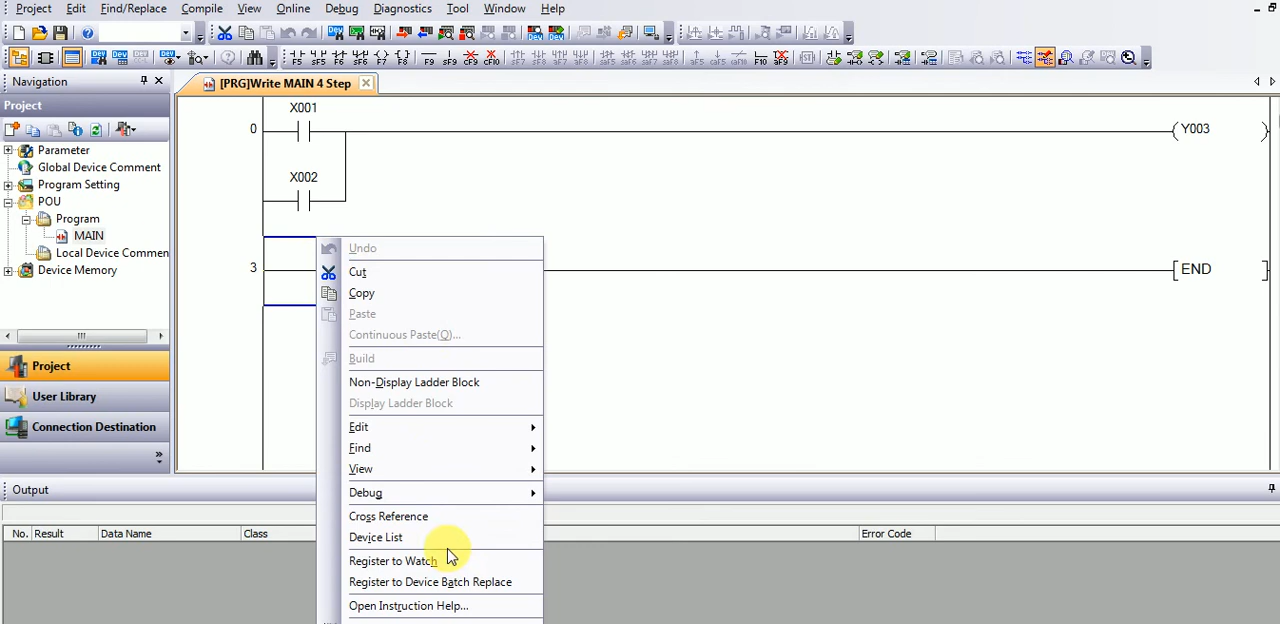 Project Edit Find/Replace Compile View Online Debug Diagnostics Tool Window Help
Navigation
[PRG]Write MAIN 4 Step
Project
Parameter
Global Device Comment
Program Setting
POU
Program
MAIN
Local Device Commen
Device Memory
Project
User Library
Connection Destination
X001
0
Y003
X002
3
END
Undo
Cut
Copy
Paste
Continuous Paste(Q)...
Build
Non-Display Ladder Block
Display Ladder Block
Edit
Find
View
Debug
Cross Reference
Device List
Register to Watch
Register to Device Batch Replace
Open Instruction Help...
Output
No. Result Data Name Class Error Code